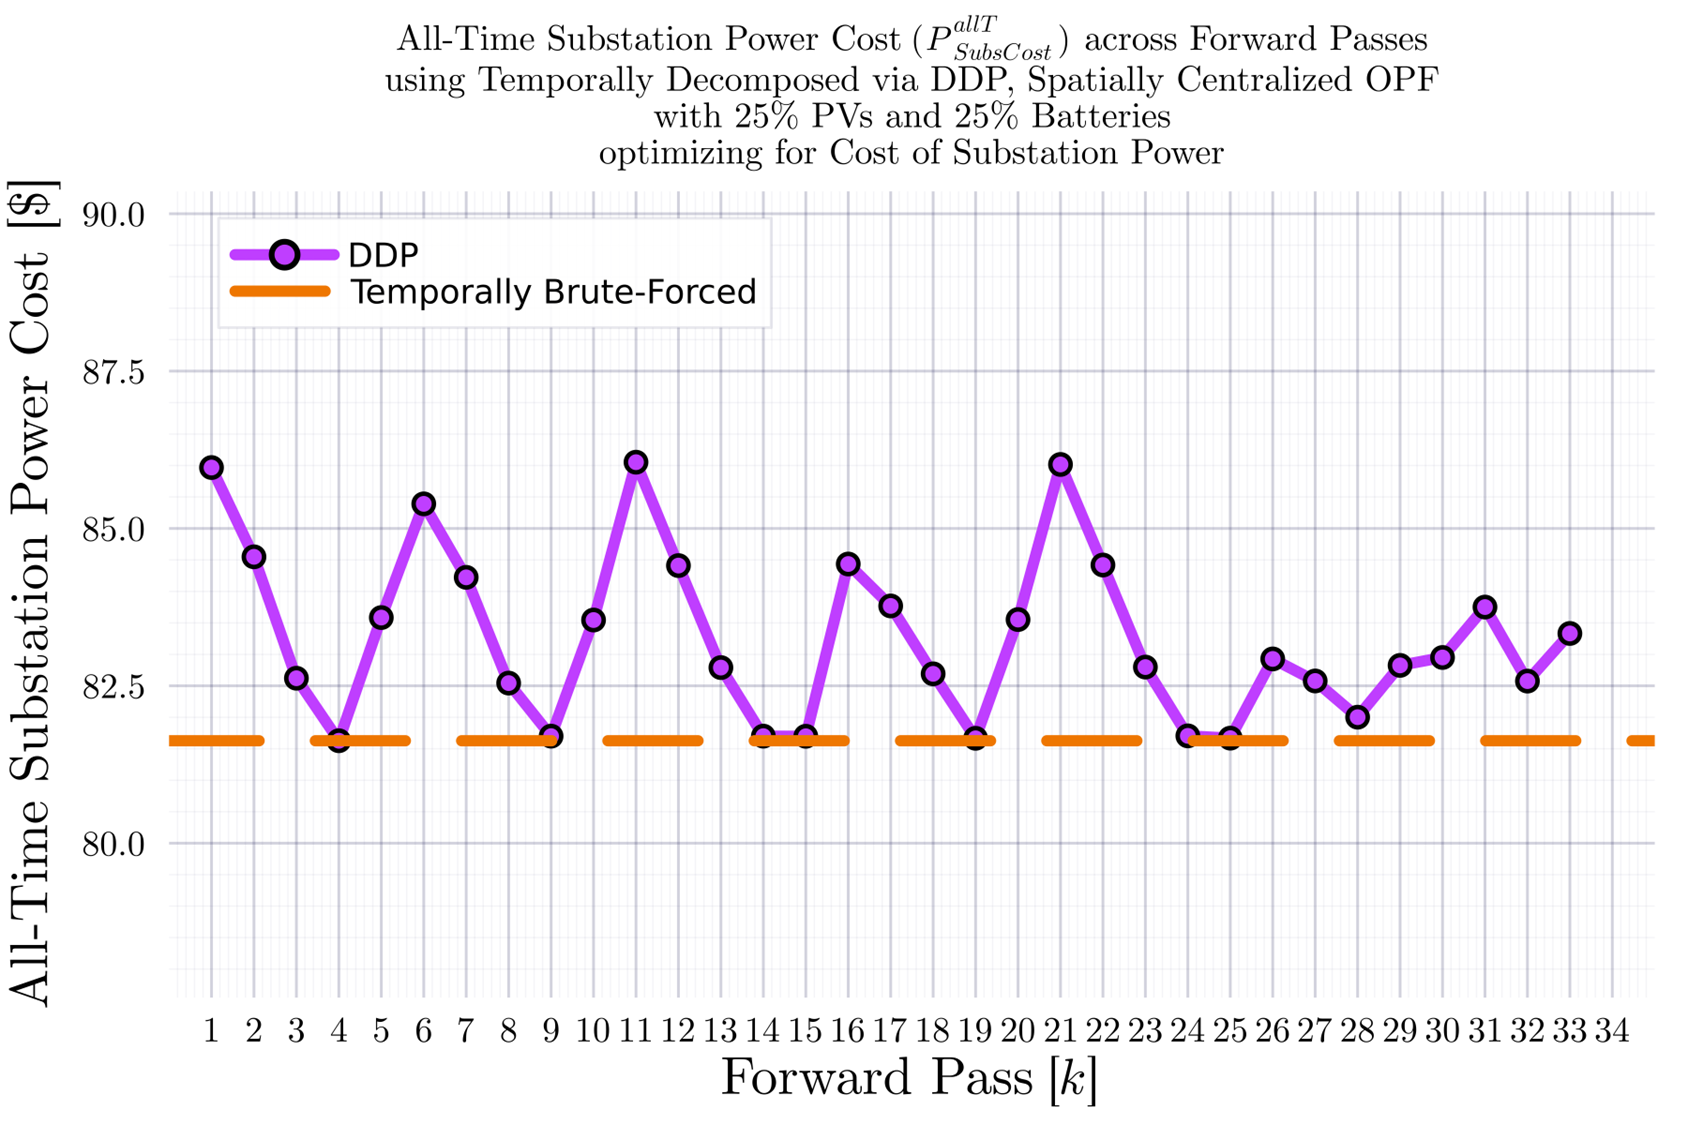 All-Time Substation Power Cost (P^{allT}_{SubsCost}) across Forward Passes
using Temporally Decomposed via DDP, Spatially Centralized OPF
with 25% PVs and 25% Batteries
optimizing for Cost of Substation Power
All-Time Substation Power Cost [$]
90.0
87.5
85.0
82.5
80.0
DDP
Temporally Brute-Forced
1 2 3 4 5 6 7 8 9 10 11 12 13 14 15 16 17 18 19 20 21 22 23 24 25 26 27 28 29 30 31 32 33 34
Forward Pass [k]